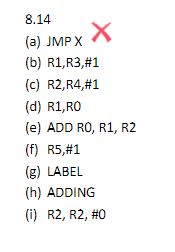 8.14
(a) JMP X
(b) R1,R3,#1
(c) R2,R4,#1
(d) R1,R0
(e) ADD R0, R1, R2
(f) R5,#1
(g) LABEL
(h) ADDING
(i) R2, R2, #0